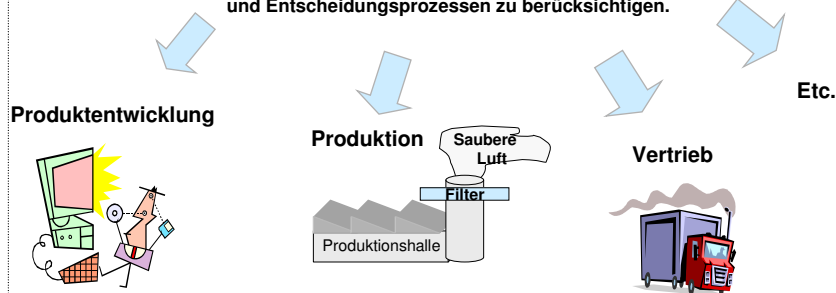 und Entscheidungsprozessen zu berücksichtigen.
Etc.
Produktentwicklung
Produktion
Saubere
Luft
Vertrieb
Filter
Produktionshalle